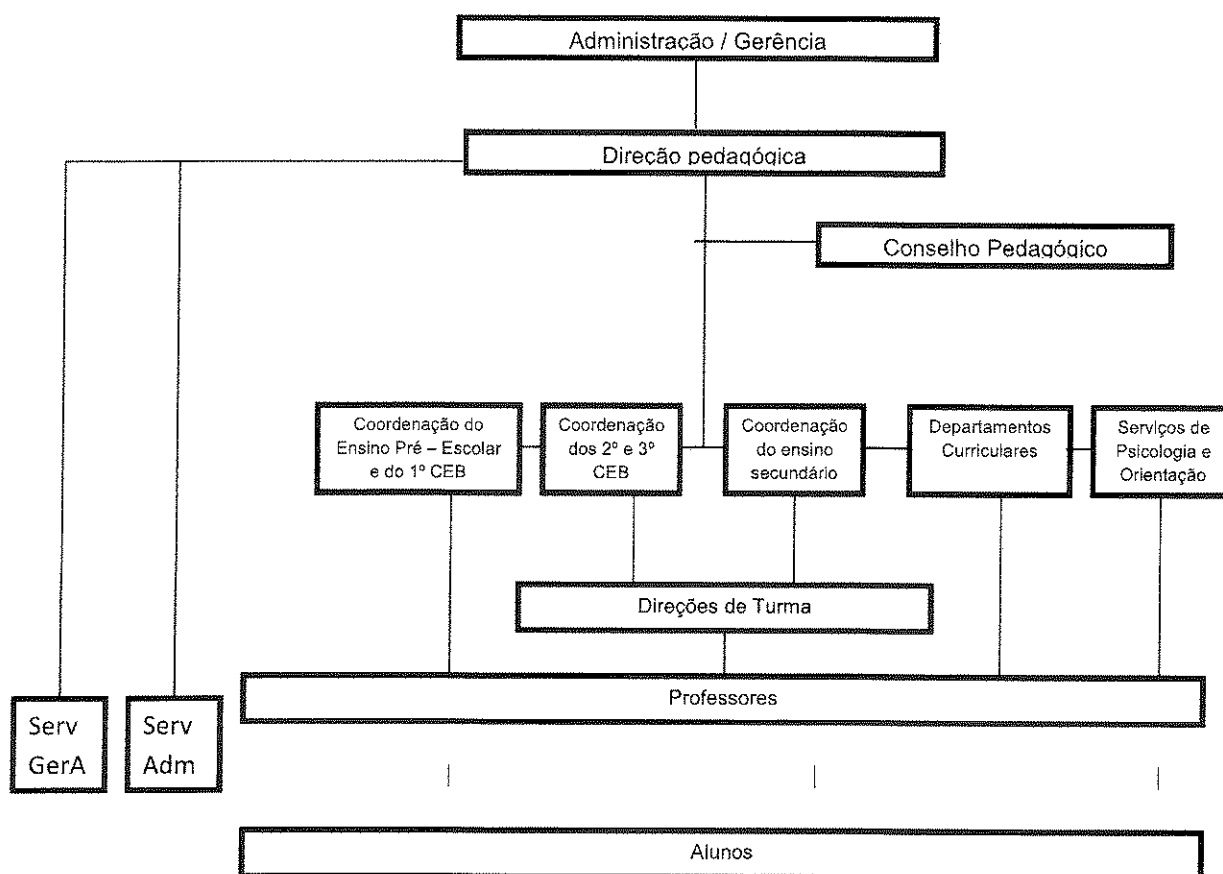 Administração / Gerência
Direção pedagógica
Conselho Pedagógico
Coordenação do
Ensino Pré – Escolar
e do 1º CEB
Coordenação
dos 2º e 3º
CEB
Coordenação
do ensino
secundário
Departamentos
Curriculares
Serviços de
Psicologia e
Orientação
Direções de Turma
Professores
Serv
GerA
Serv
Adm
Alunos